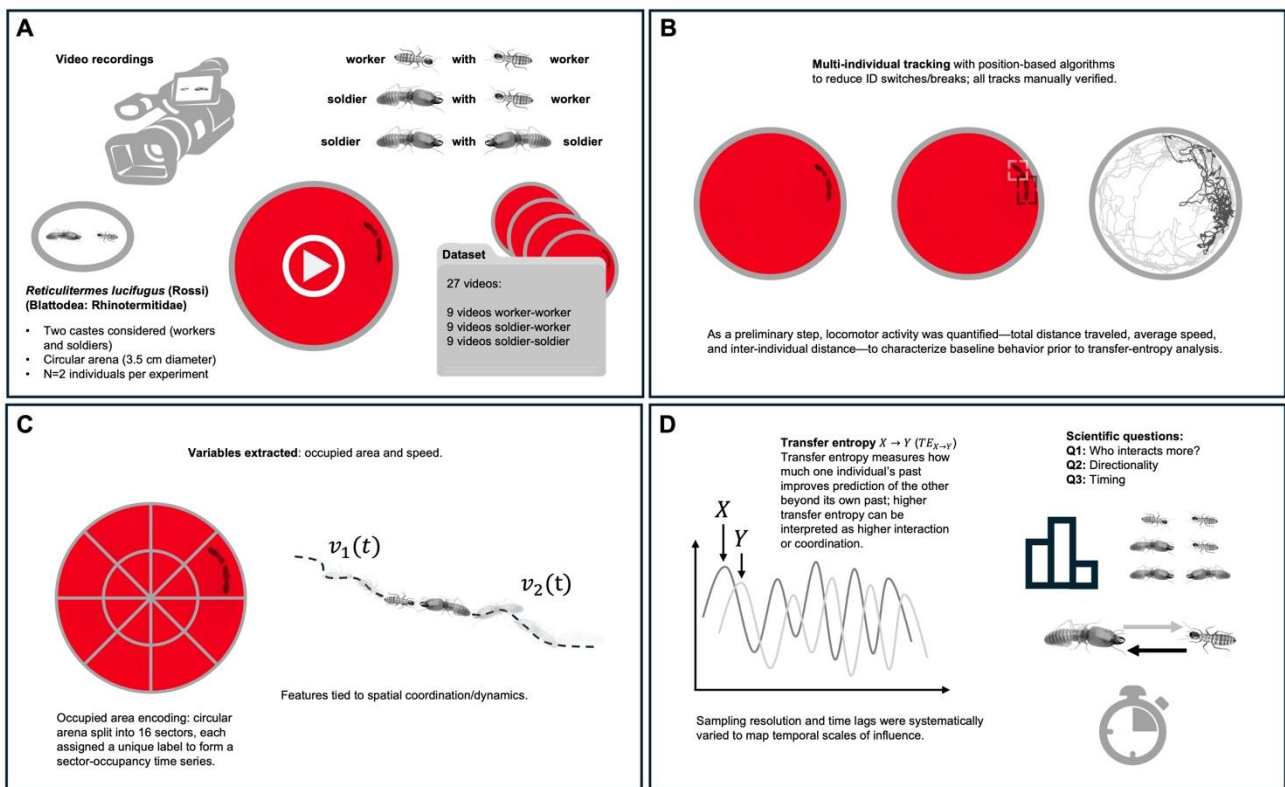 A
Video recordings
worker with worker
soldier with worker
soldier with soldier
Reticulitermes lucifugus (Rossi)
(Blattodea: Rhinotermitidae)
• Two castes considered (workers
and soldiers)
• Circular arena (3.5 cm diameter)
• N=2 individuals per experiment
Dataset
27 videos:
9 videos worker-worker
9 videos soldier-worker
9 videos soldier-soldier
B
Multi-individual tracking with position-based algorithms
to reduce ID switches/breaks; all tracks manually verified.
As a preliminary step, locomotor activity was quantified—total distance traveled, average speed,
and inter-individual distance—to characterize baseline behavior prior to transfer-entropy analysis.
C
Variables extracted: occupied area and speed.
v₁(t)
v₂(t)
Features tied to spatial coordination/dynamics.
Occupied area encoding: circular
arena split into 16 sectors, each
assigned a unique label to form a
sector-occupancy time series.
D
Transfer entropy X → Y (TE_{X→Y})
Transfer entropy measures how
much one individual's past
improves prediction of the other
beyond its own past; higher
transfer entropy can be
interpreted as higher interaction
or coordination.
X
Y
Sampling resolution and time lags were systematically
varied to map temporal scales of influence.
Scientific questions:
Q1: Who interacts more?
Q2: Directionality
Q3: Timing